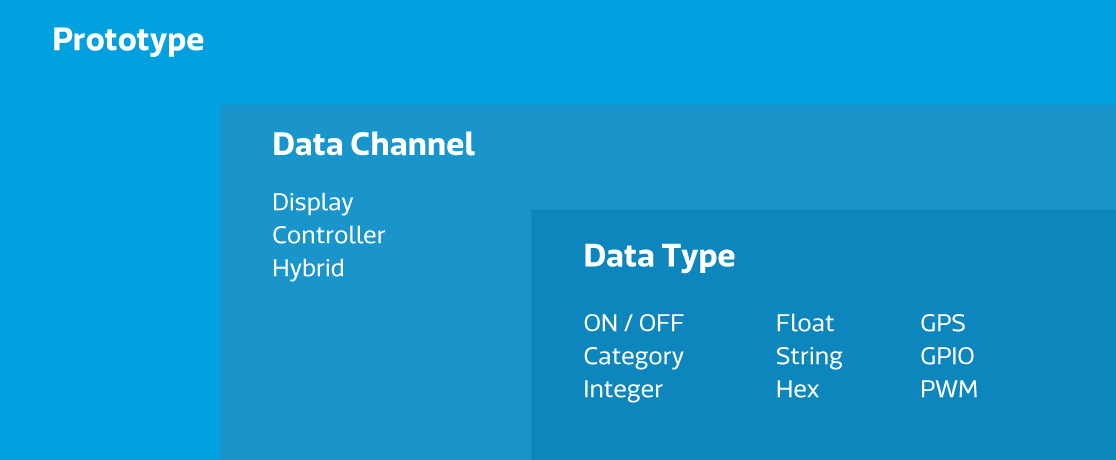 Prototype
Data Channel
Display
Controller
Hybrid
Data Type
ON / OFF
Category
Integer
Float
String
Hex
GPS
GPIO
PWM